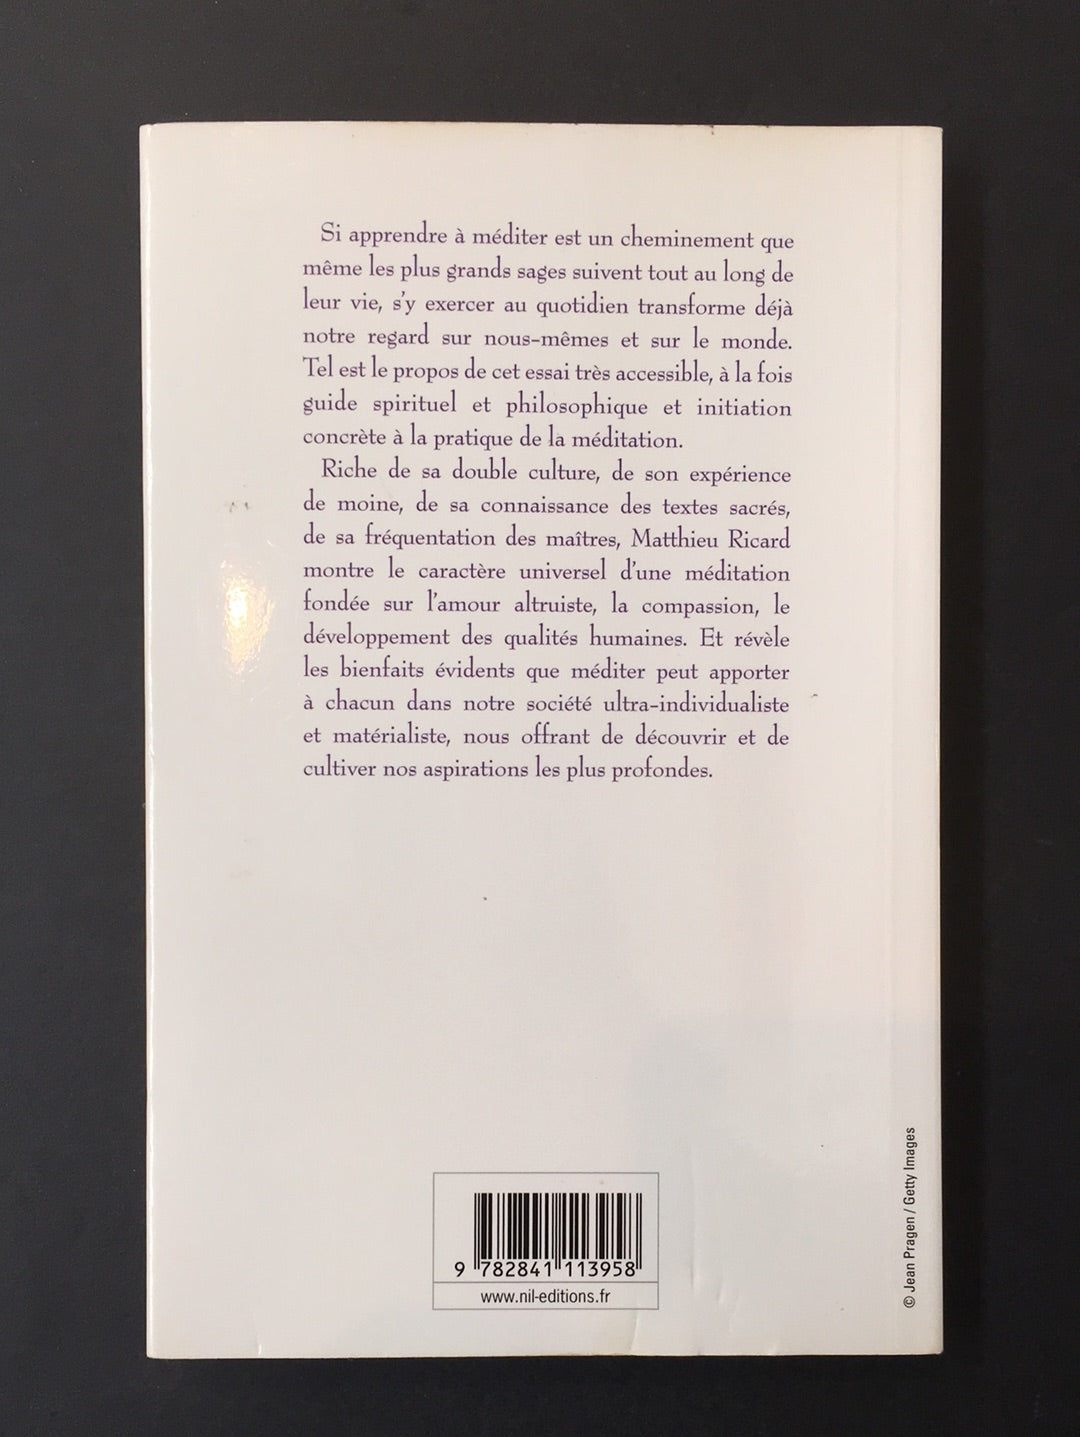 Si apprendre à méditer est un cheminement que
même les plus grands sages suivent tout au long de
leur vie, s'y exercer au quotidien transforme déjà
notre regard sur nous-mêmes et sur le monde.
Tel est le propos de cet essai très accessible, à la fois
guide spirituel et philosophique et initiation
concrète à la pratique de la méditation.
Riche de sa double culture, de son expérience
de moine, de sa connaissance des textes sacrés,
de sa fréquentation des maîtres, Matthieu Ricard
montre le caractère universel d'une méditation
fondée sur l'amour altruiste, la compassion, le
développement des qualités humaines. Et révèle
les bienfaits évidents que méditer peut apporter
à chacun dans notre société ultra-individualiste
et matérialiste, nous offrant de découvrir et de
cultiver nos aspirations les plus profondes.
9 782841 113958
www.nil-editions.fr
© Jean Pragen / Getty Images